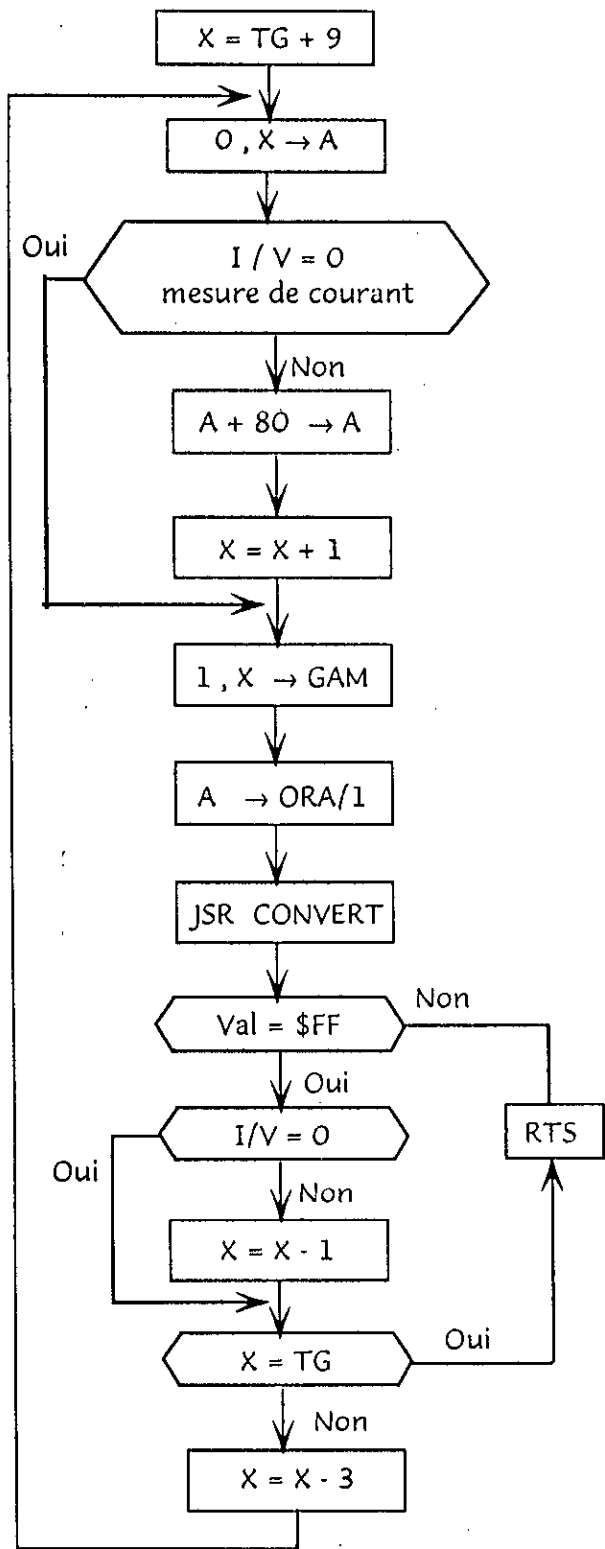 X = TG + 9
0 , X → A
Oui
I / V = 0
mesure de courant
Non
A + 80 → A
X = X + 1
1 , X → GAM
A → ORA/1
JSR CONVERT
Non
Val = $FF
Oui
I/V = 0
RTS
Oui
Non
X = X - 1
Oui
X = TG
Non
X = X - 3